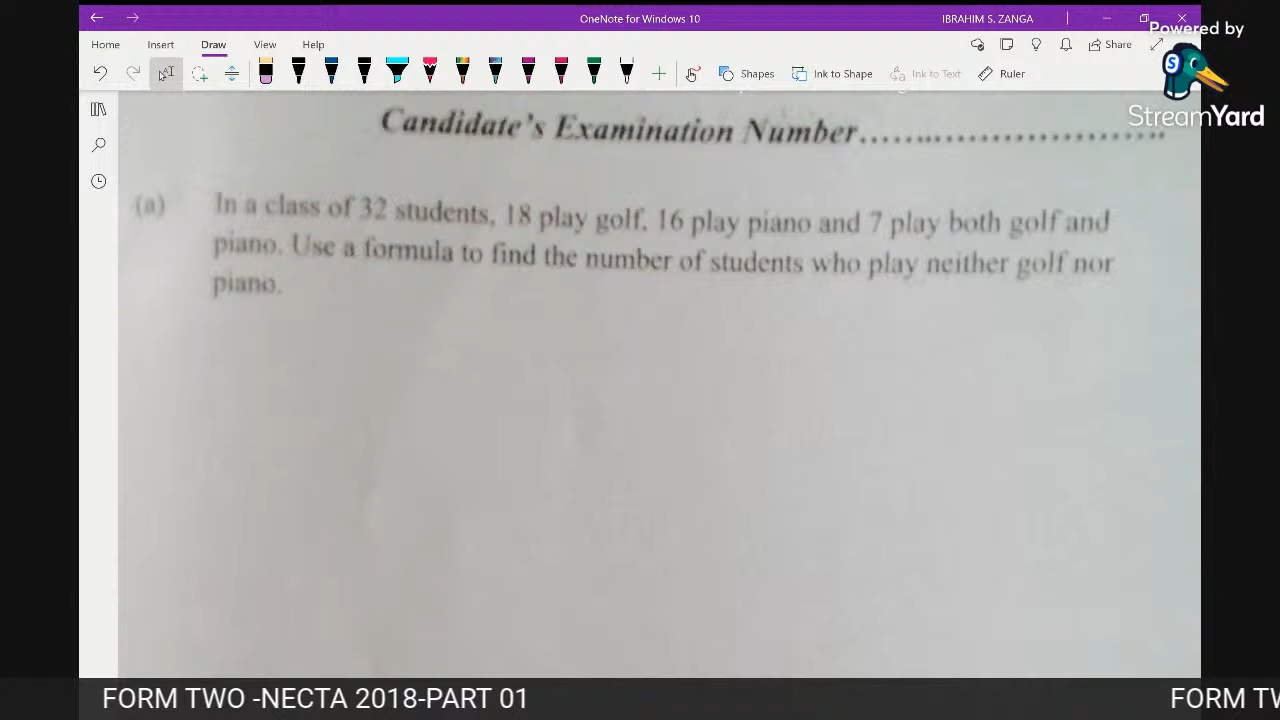 OneNote for Windows 10
IBRAHIM S. ZANGA
Powered by
StreamYard
Home Insert Draw View Help
Share
Shapes Ink to Shape Ink to Text Ruler
Candidate's Examination Number.............................
(a) In a class of 32 students, 18 play golf, 16 play piano and 7 play both golf and
piano. Use a formula to find the number of students who play neither golf nor
piano.
FORM TWO -NECTA 2018-PART 01
FORM TW